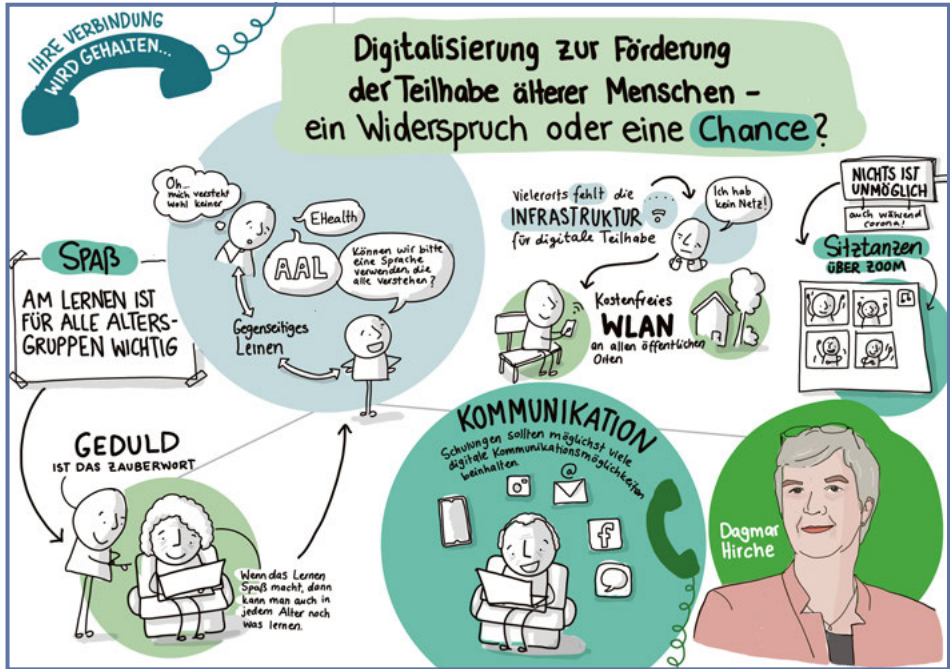 IHRE VERBINDUNG
WIRD GEHALTEN...
Digitalisierung zur Förderung
der Teilhabe älterer Menschen –
ein Widerspruch oder eine Chance?
SPAß
AM LERNEN IST
FÜR ALLE ALTERS-
GRUPPEN WICHTIG
Oh...
mich versteht
wohl keiner
EHealth
AAL
Können wir bitte
eine Sprache
verwenden, die
alle verstehen?
Gegenseitiges
Lernen
Vielerorts fehlt die
INFRASTRUKTUR
für digitale Teilhabe
Ich hab
kein Netz!
Kostenfreies
WLAN
an allen öffentlichen
Orten
NICHTS IST
UNMÖGLICH
auch während
corona!
Sitztanzen
ÜBER ZOOM
GEDULD
IST DAS ZAUBERWORT
Wenn das Lernen
Spaß macht, dann
kann man auch in
jedem Alter noch
was lernen.
KOMMUNIKATION
Schulungen sollten möglichst viele
digitale Kommunikationsmöglichkeiten
beinhalten
@
f
Dagmar
Hirche